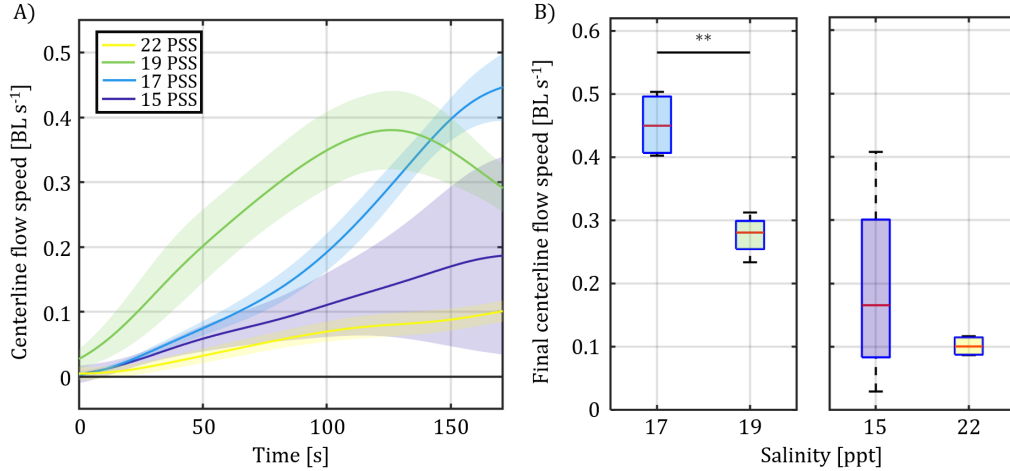 A)
Centerline flow speed [BL s⁻¹]
0.5
0.4
0.3
0.2
0.1
0
22 PSS
19 PSS
17 PSS
15 PSS
0 50 100 150
Time [s]
B)
Final centerline flow speed [BL s⁻¹]
0.6
0.5
0.4
0.3
0.2
0.1
0
**
17 19 15 22
Salinity [ppt]